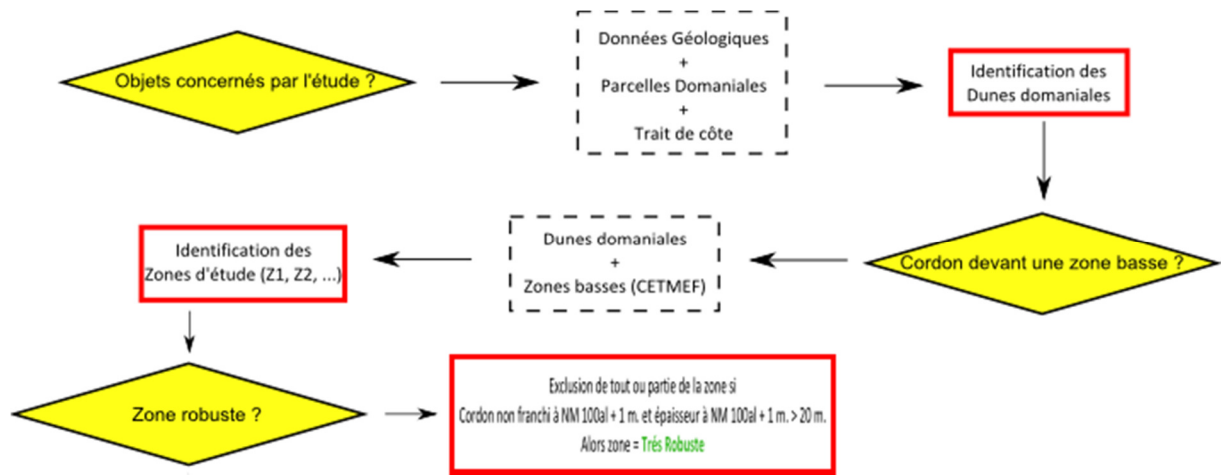 Objets concernés par l'étude ?
Données Géologiques
+
Parcelles Domaniales
+
Trait de côte
Identification des
Dunes domaniales
Cordon devant une zone basse ?
Dunes domaniales
+
Zones basses (CETMEF)
Identification des
Zones d'étude (Z1, Z2, ...)
Zone robuste ?
Exclusion de tout ou partie de la zone si
Cordon non franchi à NM 100al + 1 m. et épaisseur à NM 100al + 1 m. > 20 m.
Alors zone = Trés Robuste